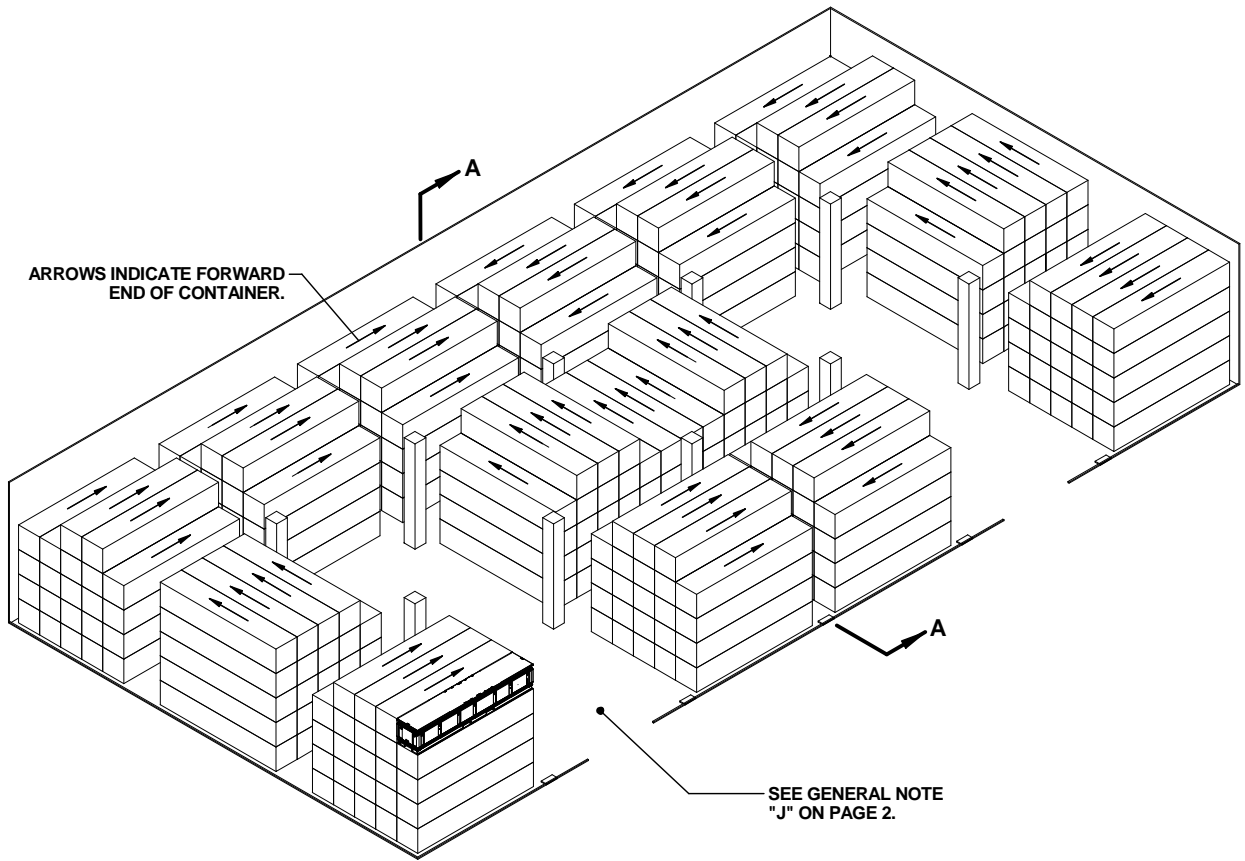 A
ARROWS INDICATE FORWARD
END OF CONTAINER.
A
SEE GENERAL NOTE
"J" ON PAGE 2.